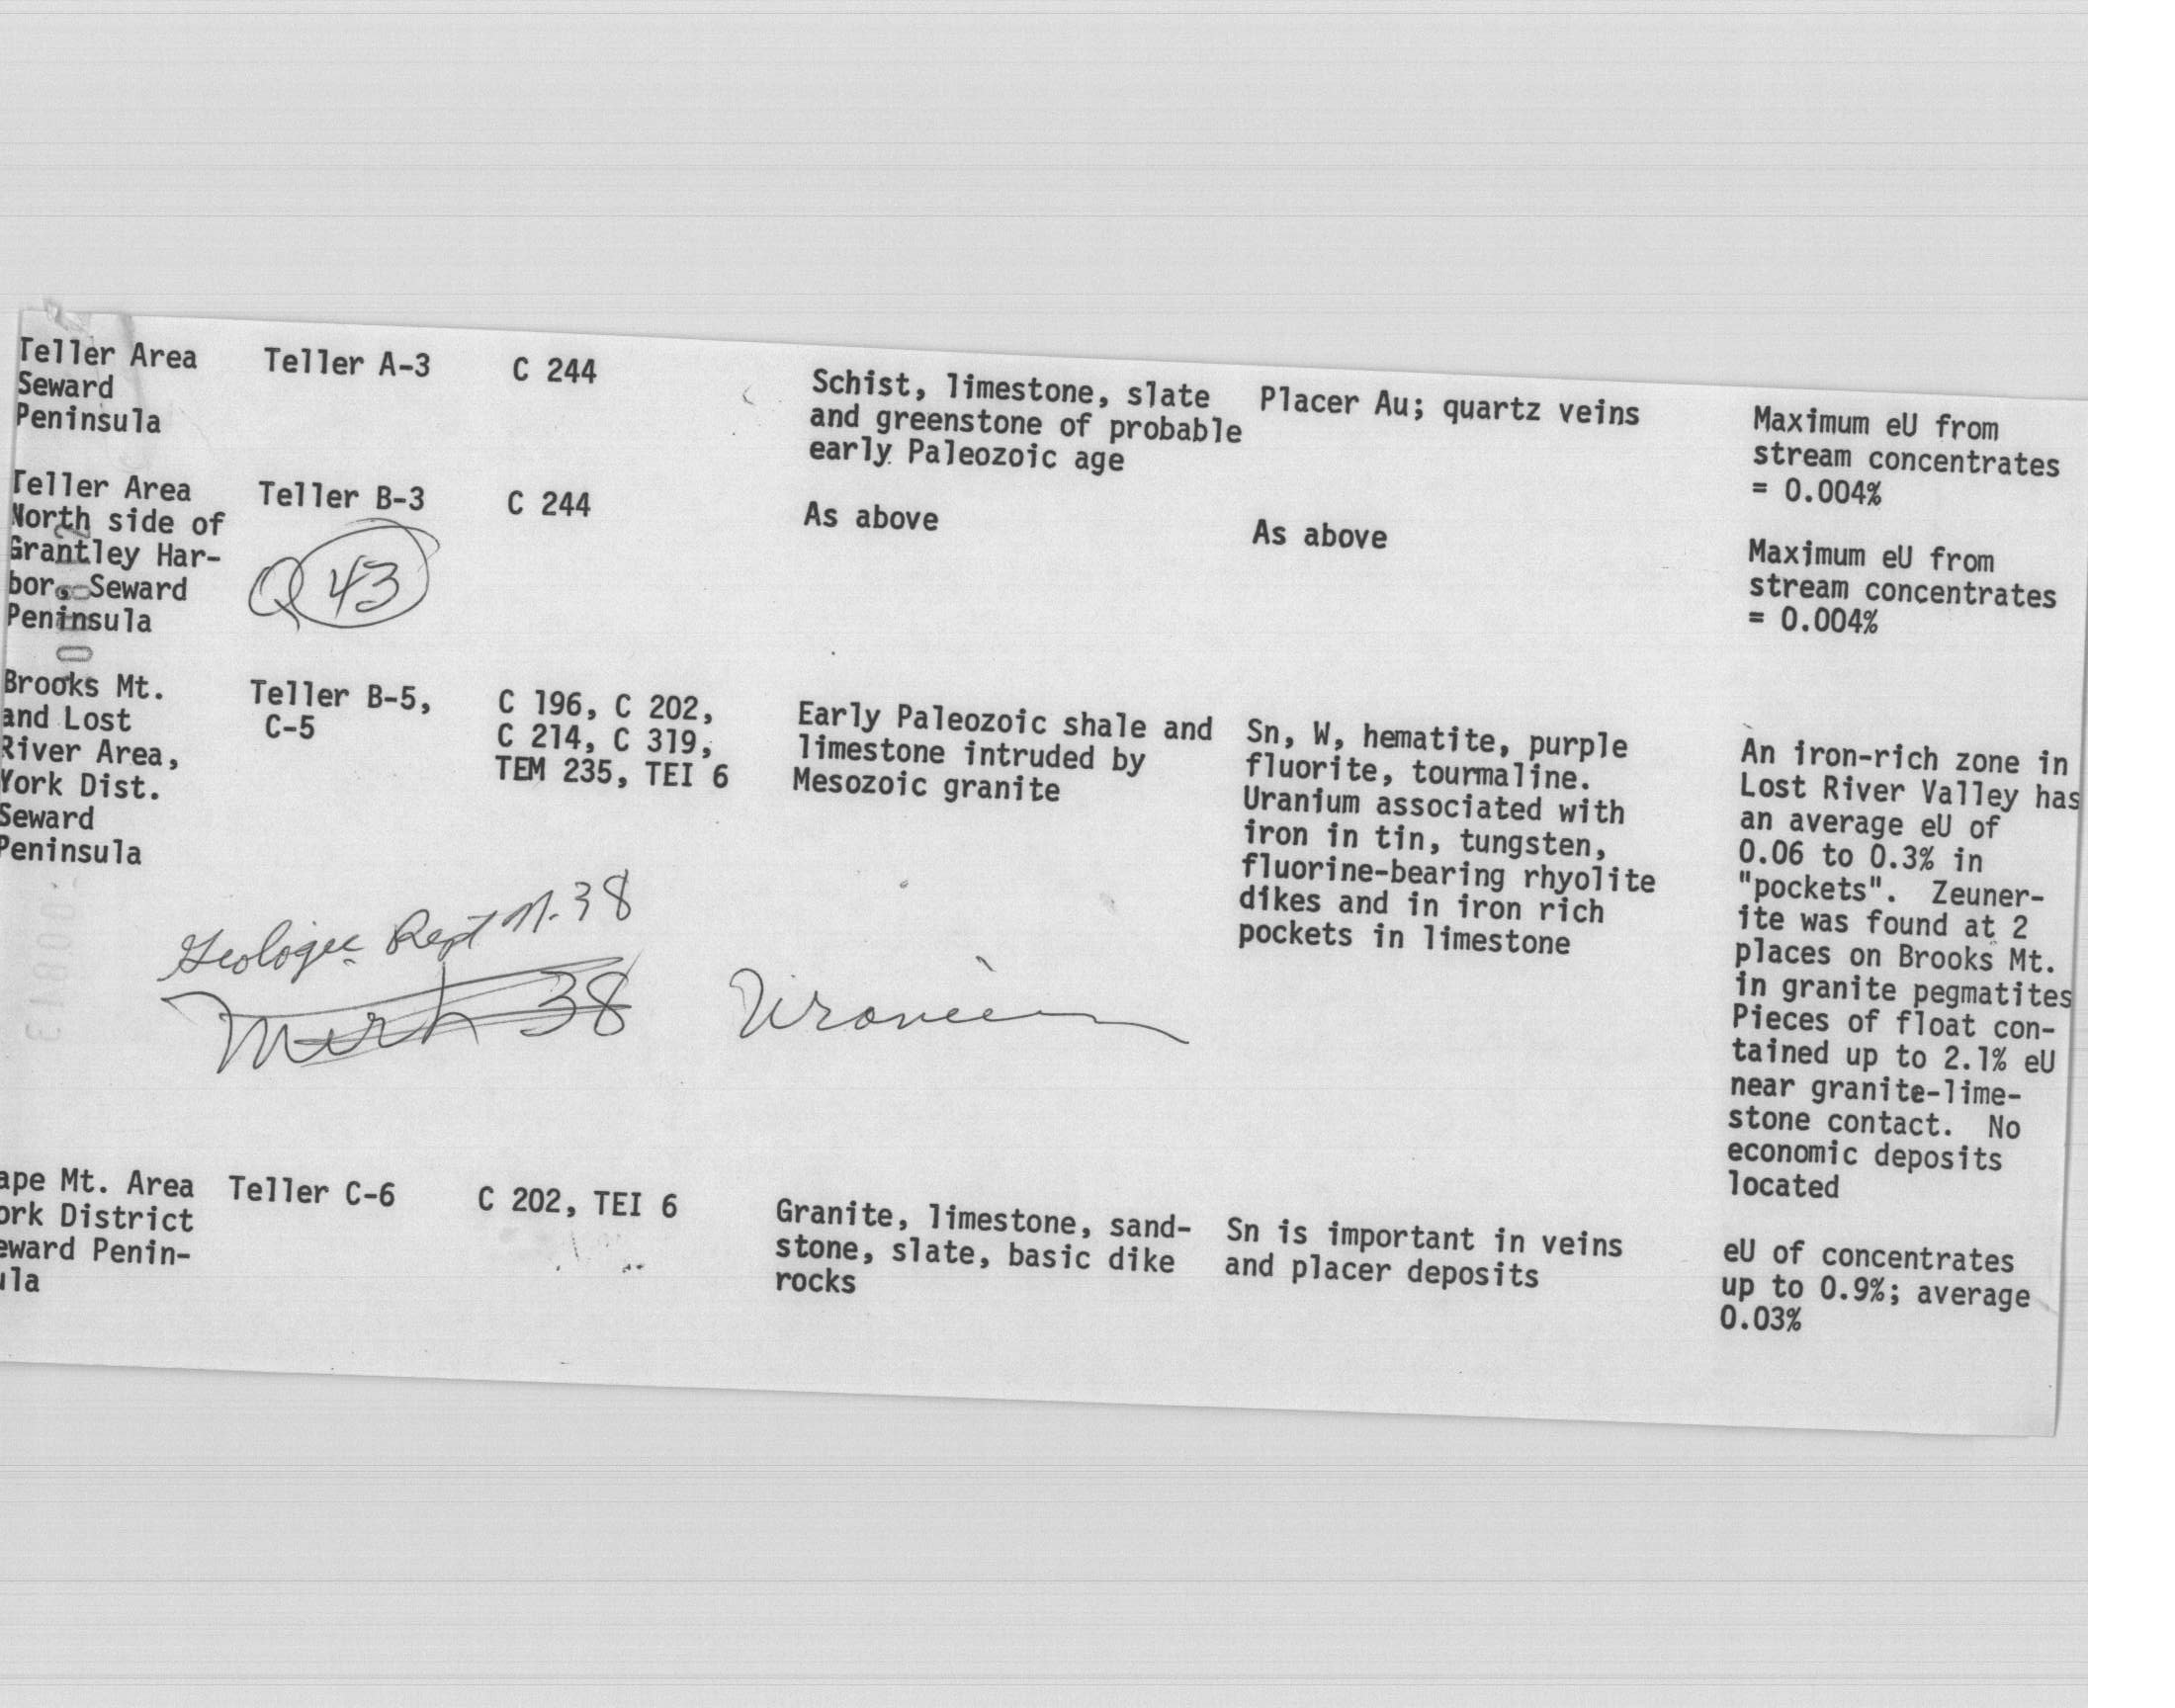 Teller Area
Seward
Peninsula
Teller A-3
C 244
Schist, limestone, slate
and greenstone of probable
early Paleozoic age
Placer Au; quartz veins
Maximum eU from
stream concentrates
= 0.004%
Teller Area
North side of
Grantley Har-
bor, Seward
Peninsula
Teller B-3
Q 43
C 244
As above
As above
Maximum eU from
stream concentrates
= 0.004%
Brooks Mt.
and Lost
River Area,
York Dist.
Seward
Peninsula
Teller B-5,
C-5
C 196, C 202,
C 214, C 319,
TEM 235, TEI 6
Early Paleozoic shale and
limestone intruded by
Mesozoic granite
Sn, W, hematite, purple
fluorite, tourmaline.
Uranium associated with
iron in tin, tungsten,
fluorine-bearing rhyolite
dikes and in iron rich
pockets in limestone
An iron-rich zone in
Lost River Valley has
an average eU of
0.06 to 0.3% in
"pockets". Zeuner-
ite was found at 2
places on Brooks Mt.
in granite pegmatites
Pieces of float con-
tained up to 2.1% eU
near granite-lime-
stone contact. No
economic deposits
located
Geologic Rept N. 38
38
Uranium
ape Mt. Area
ork District
eward Penin-
ula
Teller C-6
C 202, TEI 6
Granite, limestone, sand-
stone, slate, basic dike
rocks
Sn is important in veins
and placer deposits
eU of concentrates
up to 0.9%; average
0.03%